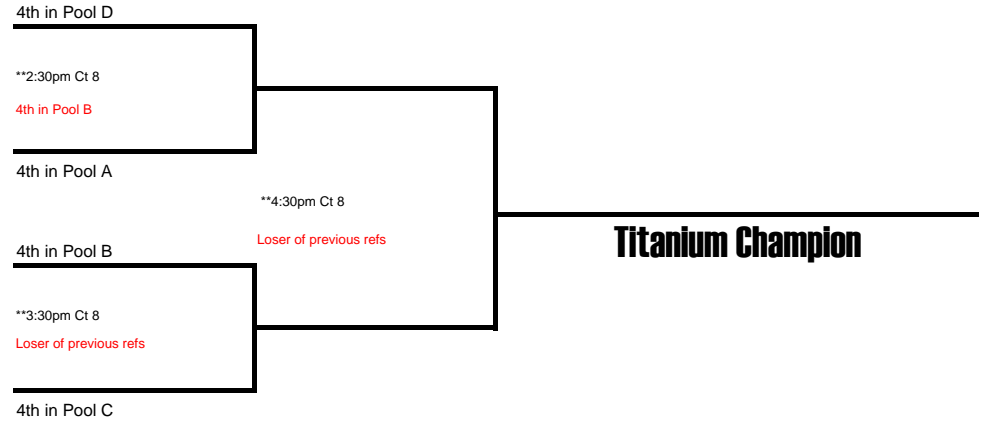 4th in Pool D
**2:30pm Ct 8
4th in Pool B
4th in Pool A
**4:30pm Ct 8
Loser of previous refs
Titanium Champion
4th in Pool B
**3:30pm Ct 8
Loser of previous refs
4th in Pool C